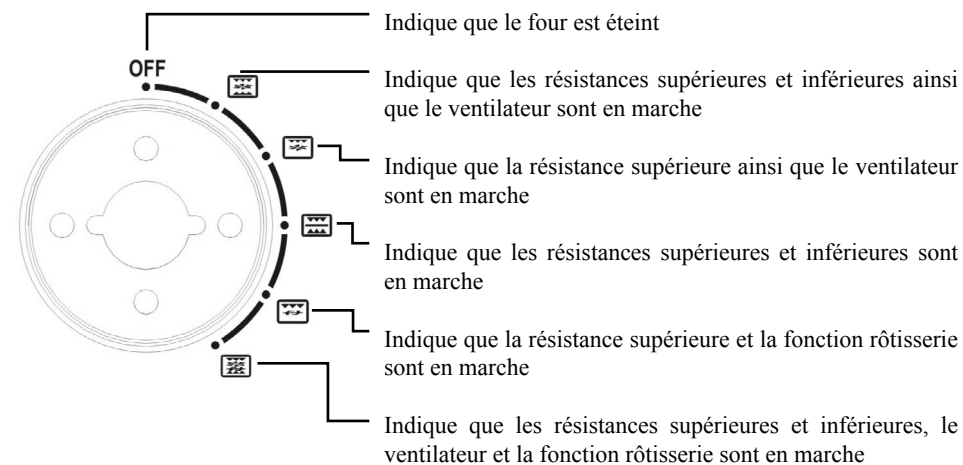 Indique que le four est éteint
OFF
Indique que les résistances supérieures et inférieures ainsi
que le ventilateur sont en marche
Indique que la résistance supérieure ainsi que le ventilateur
sont en marche
Indique que les résistances supérieures et inférieures sont
en marche
Indique que la résistance supérieure et la fonction rôtisserie
sont en marche
Indique que les résistances supérieures et inférieures, le
ventilateur et la fonction rôtisserie sont en marche